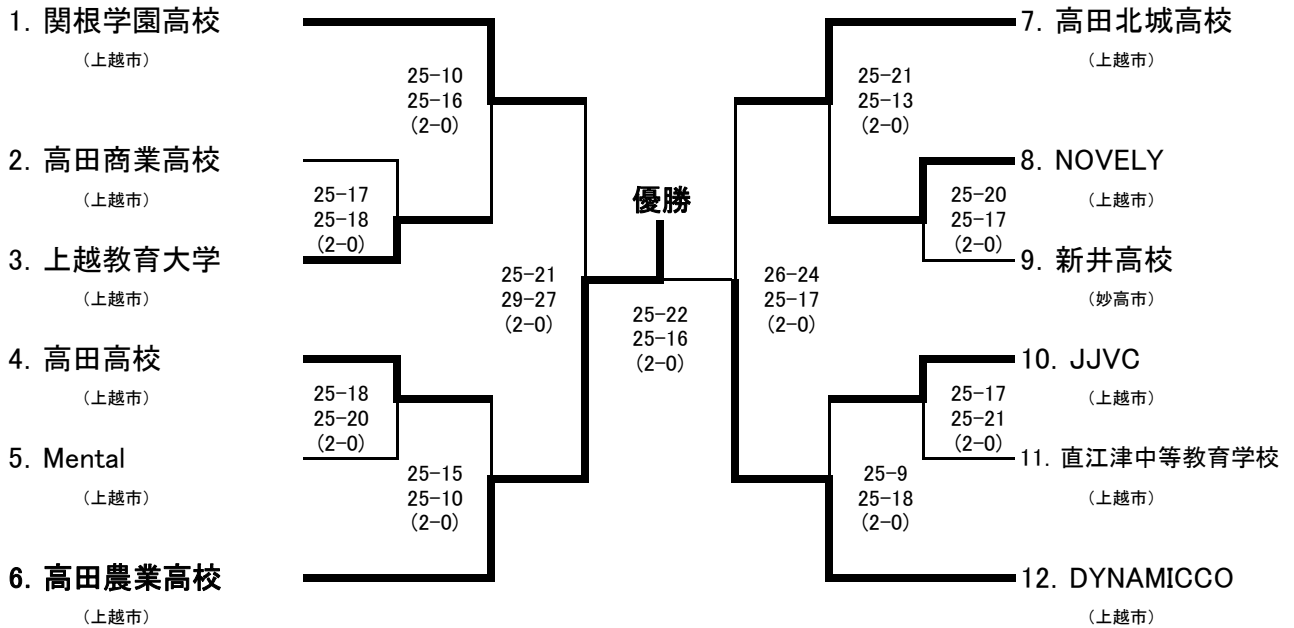 1. 関根学園高校
（上越市）
2. 高田商業高校
（上越市）
3. 上越教育大学
（上越市）
4. 高田高校
（上越市）
5. Mental
（上越市）
6. 高田農業高校
（上越市）
25-10
25-16
(2-0)
25-17
25-18
(2-0)
25-18
25-20
(2-0)
25-15
25-10
(2-0)
25-21
29-27
(2-0)
優勝
25-22
25-16
(2-0)
26-24
25-17
(2-0)
25-21
25-13
(2-0)
25-20
25-17
(2-0)
25-17
25-21
(2-0)
25-9
25-18
(2-0)
7. 高田北城高校
（上越市）
8. NOVELY
（上越市）
9. 新井高校
（妙高市）
10. JJVC
（上越市）
11. 直江津中等教育学校
（上越市）
12. DYNAMICCO
（上越市）